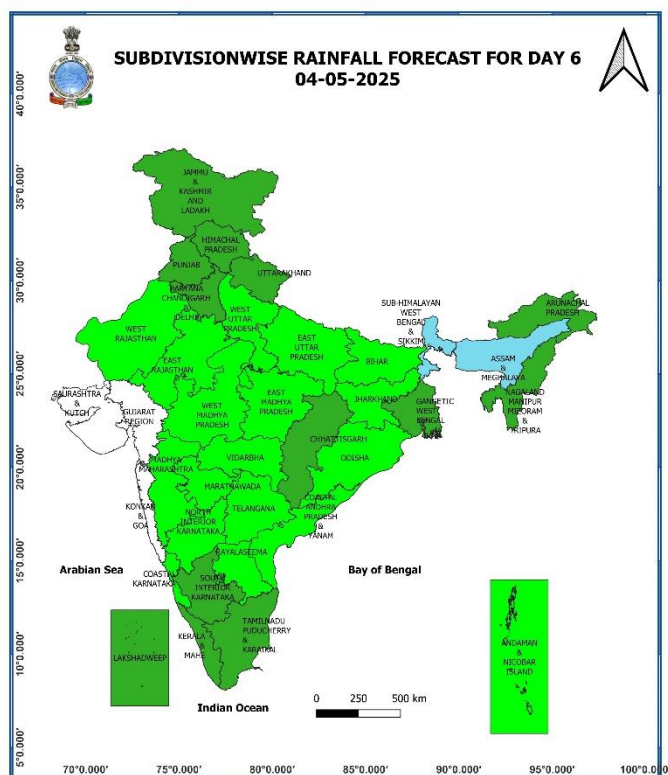 SUBDIVISIONWISE RAINFALL FORECAST FOR DAY 6
04-05-2025
40°0.000'
35°0.000'
30°0.000'
25°0.000'
20°0.000'
15°0.000'
10°0.000'
5°0.000'
JAMMU
&
KASHMIR
AND
LADAKH
HIMACHAL
PRADESH
PUNJAB
UTTARAKHAND
HARYANA
CHANDIGARH
&
DELHI
WEST
UTTAR
PRADESH
SUB-HIMALAYAN
WEST
BENGAL
&
SIKKIM
ARUNACHAL
PRADESH
WEST
RAJASTHAN
EAST
UTTAR
PRADESH
EAST
RAJASTHAN
BIHAR
ASSAM
&
MEGHALAYA
SAURASHTRA
&
KUTCH
GUJARAT
REGION
WEST
MADHYA
PRADESH
EAST
MADHYA
PRADESH
JHARKHAND
GANGETIC
WEST
BENGAL
NAGALAND
MANIPUR
MIZORAM
&
TRIPURA
CHHATTISGARH
MADHYA
MAHARASHTRA
VIDARBHA
ODISHA
MARATHWADA
KONKAN
&
GOA
NORTH
INTERIOR
KARNATAKA
TELANGANA
COASTAL
ANDHRA
PRADESH
&
YANAM
RAYALASEEMA
Arabian Sea
COASTAL
KARNATAKA
SOUTH
INTERIOR
KARNATAKA
Bay of Bengal
LAKSHADWEEP
KERALA
&
MAHE
TAMILNADU
PUDUCHERRY
&
KARAIKAL
ANDAMAN
&
NICOBAR
ISLAND
Indian Ocean
0 250 500 km
70°0.000' 75°0.000' 80°0.000' 85°0.000' 90°0.000' 95°0.000' 100°0.000'